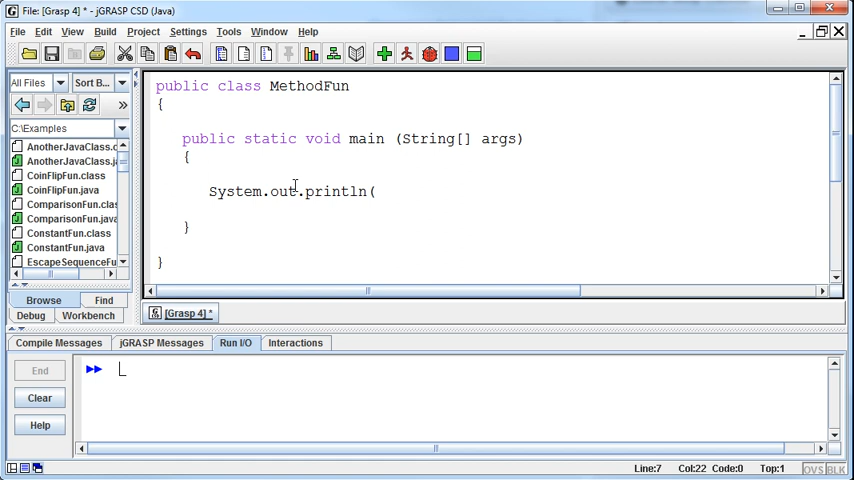 File: [Grasp 4] * - jGRASP CSD (Java)
File Edit View Build Project Settings Tools Window Help
All Files Sort B...
C:\Examples
AnotherJavaClass.c
AnotherJavaClass.ja
CoinFlipFun.class
CoinFlipFun.java
ComparisonFun.clas
ComparisonFun.java
ConstantFun.class
ConstantFun.java
EscapeSequenceFu
Browse Find
Debug Workbench
public class MethodFun
{
public static void main (String[] args)
{
System.out.println(
}
}
[Grasp 4] *
Compile Messages jGRASP Messages Run I/O Interactions
End
Clear
Help
Line:7 Col:22 Code:0 Top:1 OVS BLK